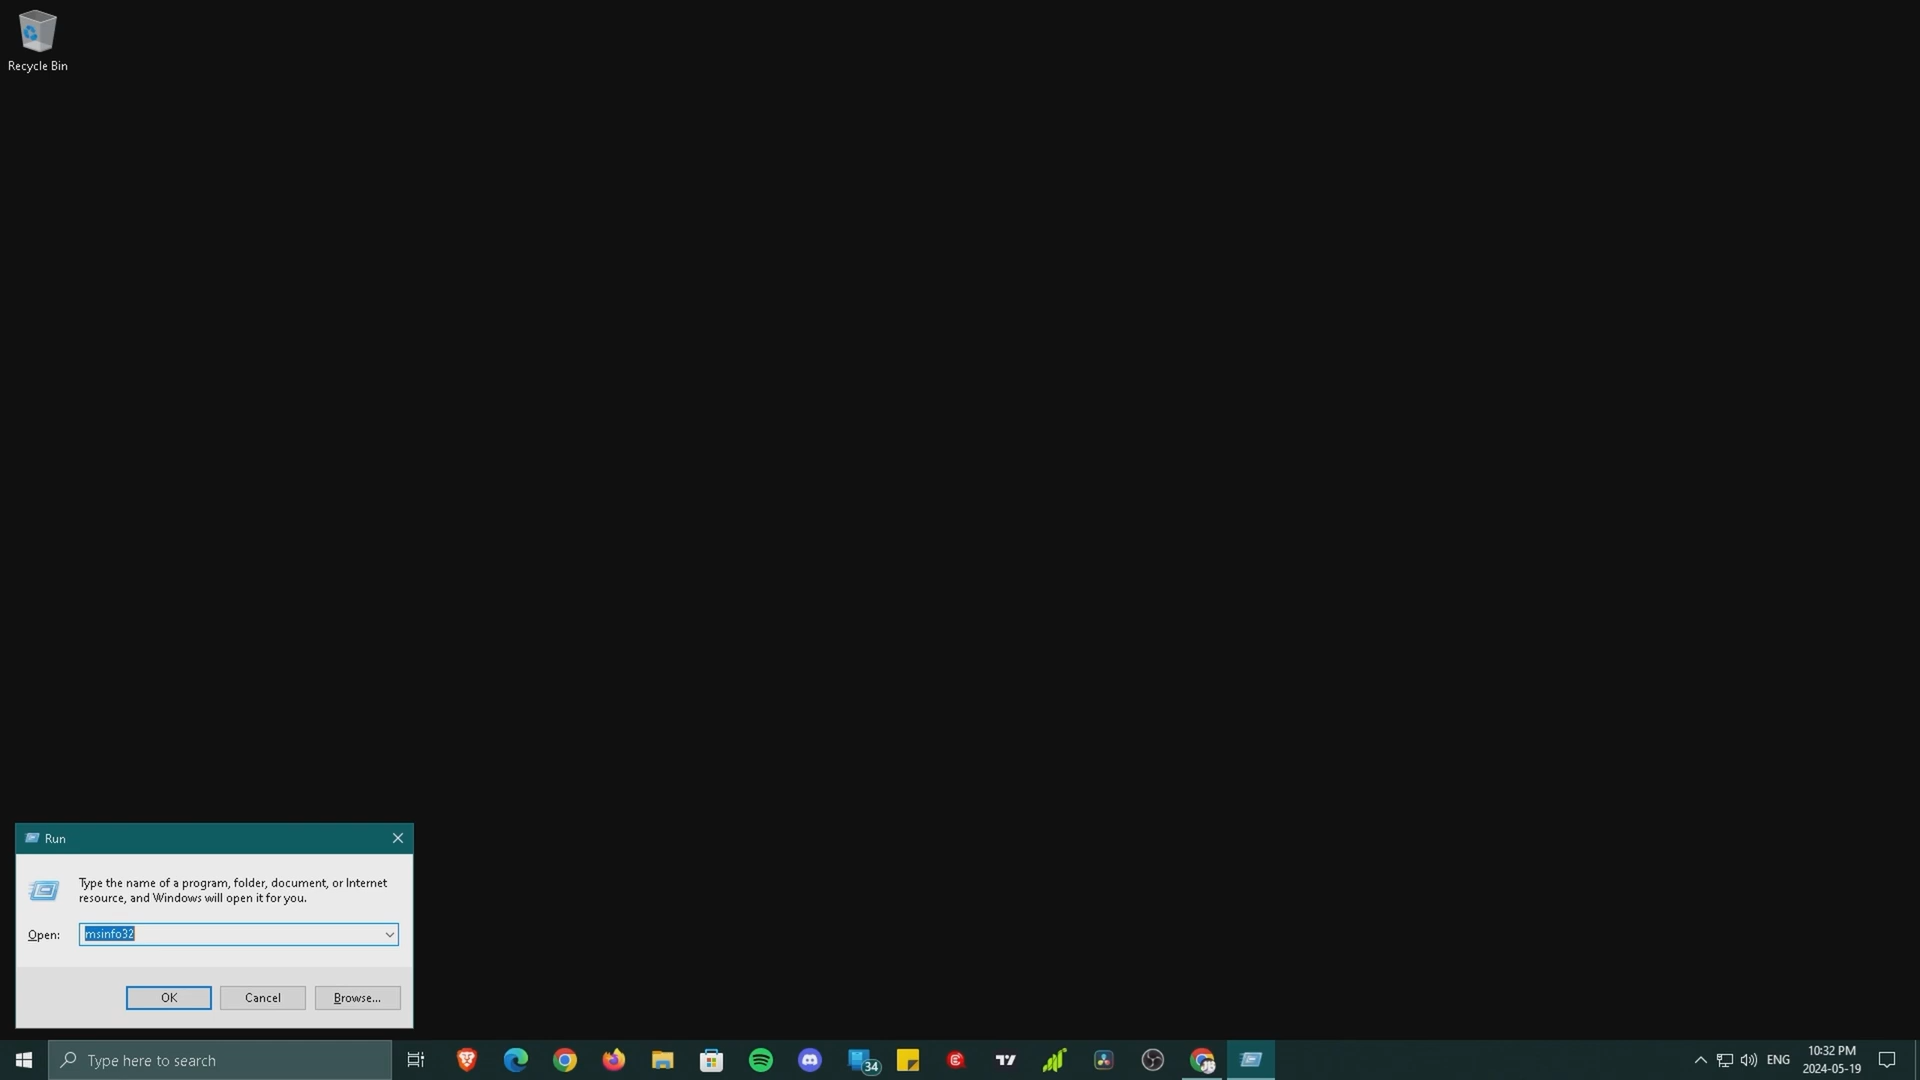 Recycle Bin
Run
Type the name of a program, folder, document, or Internet
resource, and Windows will open it for you.
Open:
msinfo32
OK
Cancel
Browse...
Type here to search
34
ENG
10:32 PM
2024-05-19